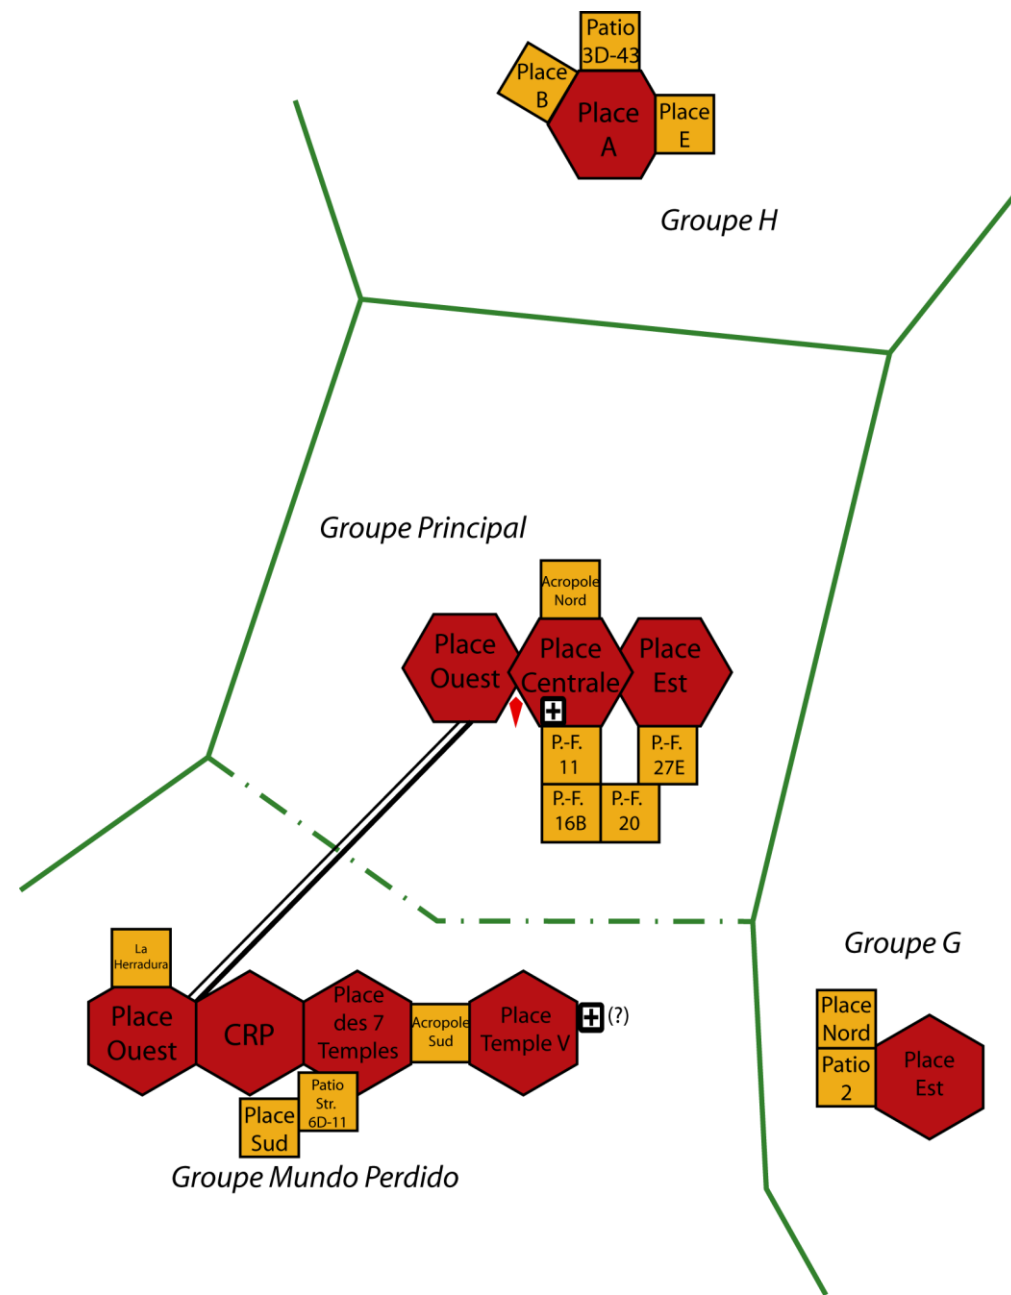 Patio
3D-43
Place
B
Place
A
Place
E
Groupe H
Groupe Principal
Acropole
Nord
Place
Ouest
Place
Centrale
Place
Est
P.-F.
11
P.-F.
27E
P.-F.
16B
P.-F.
20
Groupe G
La
Herradura
Place
Ouest
CRP
Place
des 7
Temples
Acropole
Sud
Place
Temple V
(?)
Place
Nord
Patio
2
Place
Est
Patio
Str.
6D-11
Place
Sud
Groupe Mundo Perdido